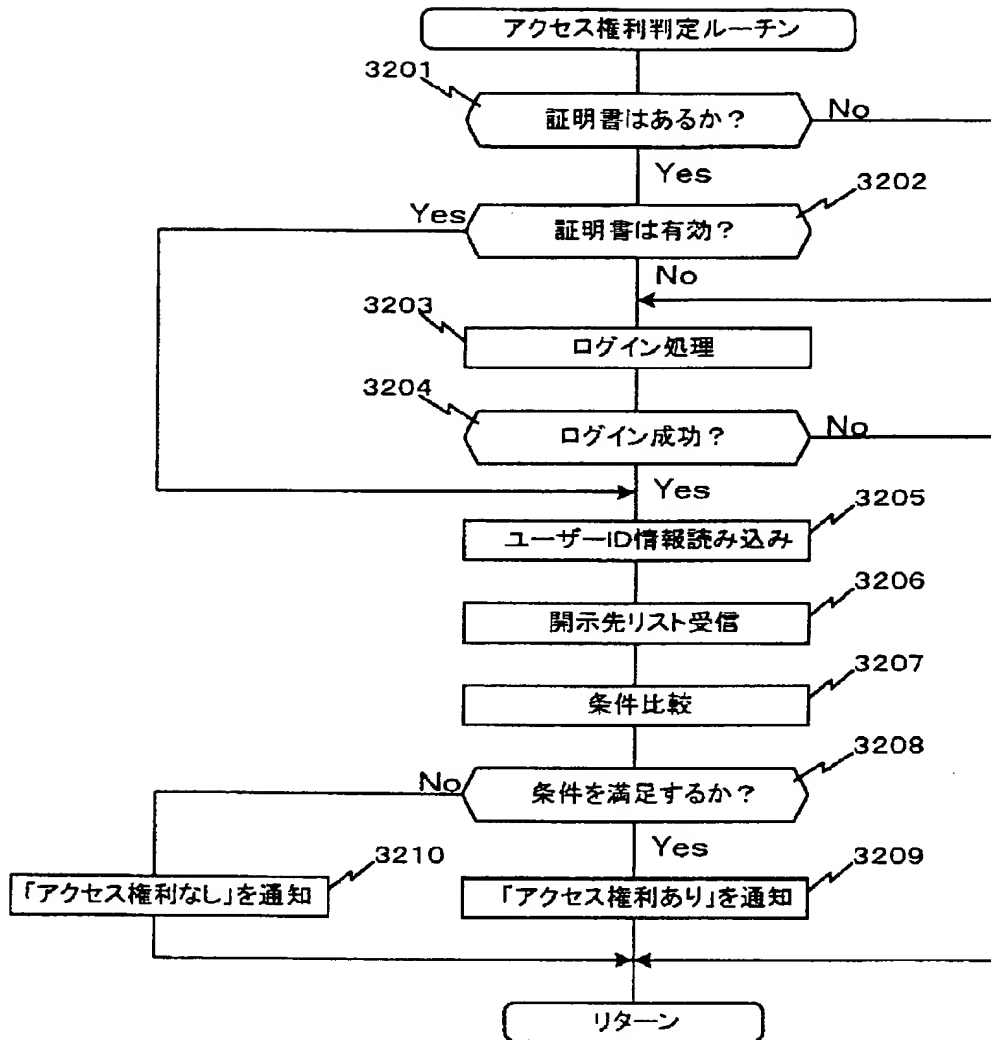 アクセス権利判定ルーチン
3201
証明書はあるか？
No
Yes
3202
Yes
証明書は有効？
No
3203
ログイン処理
3204
ログイン成功？
No
Yes
3205
ユーザーID情報読み込み
3206
開示先リスト受信
3207
条件比較
3208
No
条件を満足するか？
Yes
3210
3209
「アクセス権利なし」を通知
「アクセス権利あり」を通知
リターン